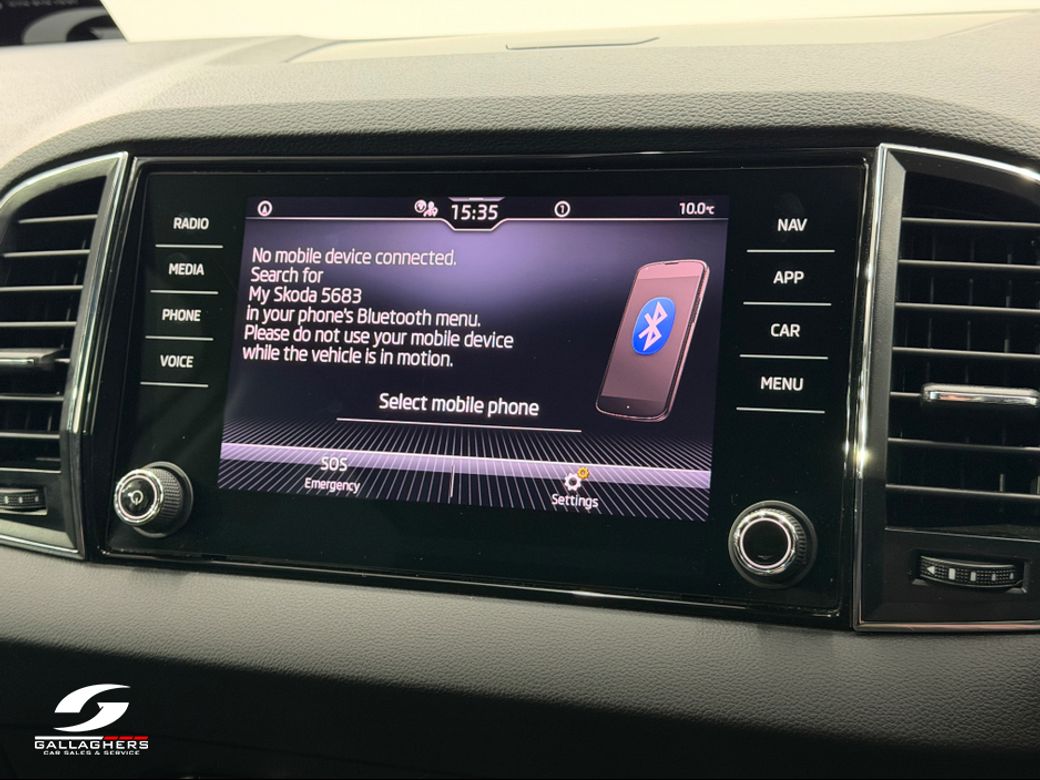 RADIO
MEDIA
PHONE
VOICE
15:35
1
10.0°C
No mobile device connected.
Search for
My Skoda 5683
in your phone's Bluetooth menu.
Please do not use your mobile device
while the vehicle is in motion.
Select mobile phone
SOS
Emergency
Settings
NAV
APP
CAR
MENU
GALLAGHERS
CAR SALES & SERVICE